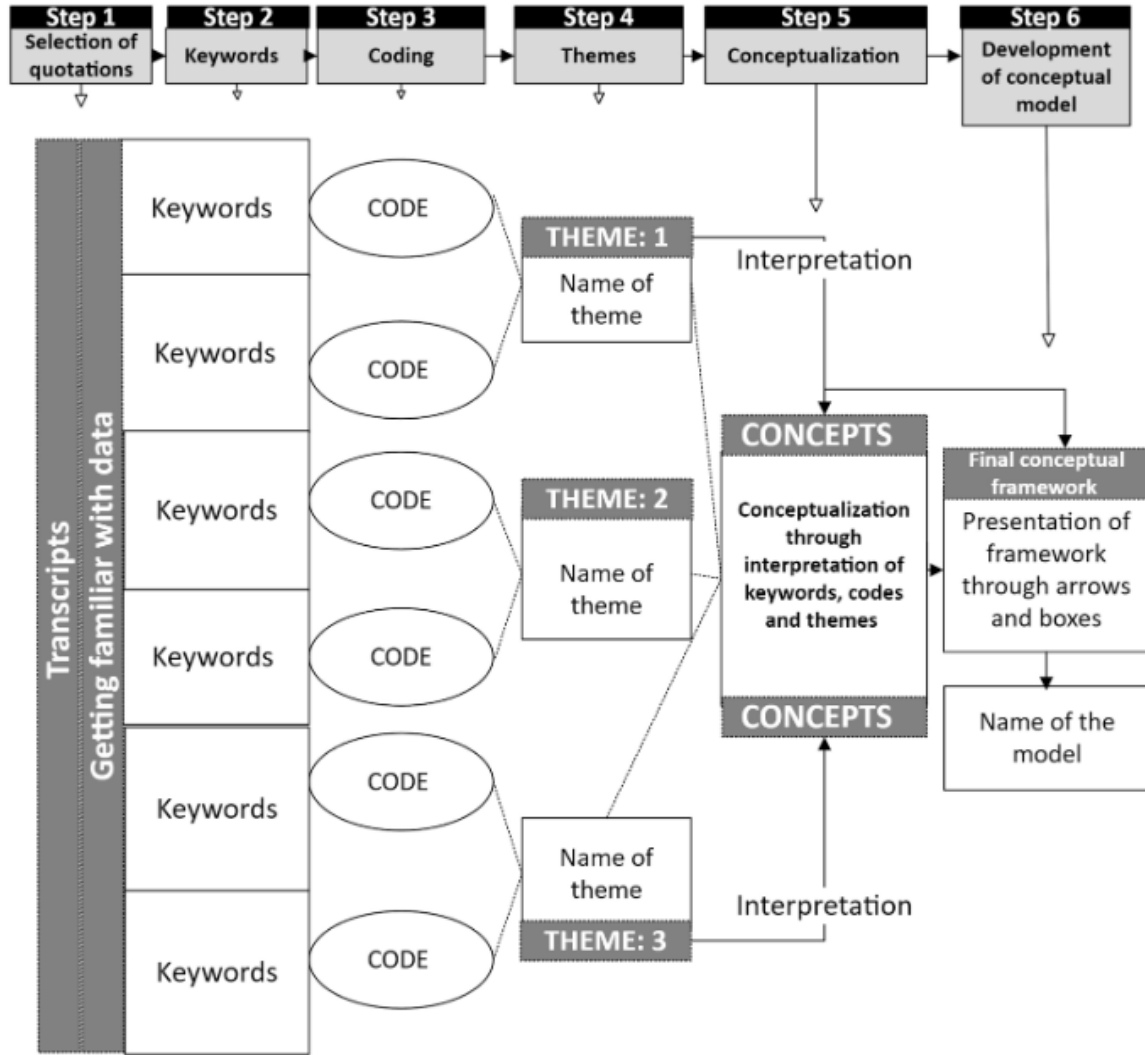 Step 1
Selection of
quotations
Step 2
Keywords
Step 3
Coding
Step 4
Themes
Step 5
Conceptualization
Step 6
Development
of conceptual
model
Transcripts
Getting familiar with data
Keywords
Keywords
Keywords
Keywords
Keywords
Keywords
CODE
CODE
CODE
CODE
CODE
CODE
THEME: 1
Name of
theme
THEME: 2
Name of
theme
Name of
theme
THEME: 3
Interpretation
CONCEPTS
Conceptualization
through
interpretation of
keywords, codes
and themes
CONCEPTS
Interpretation
Final conceptual
framework
Presentation of
framework
through arrows
and boxes
Name of the
model